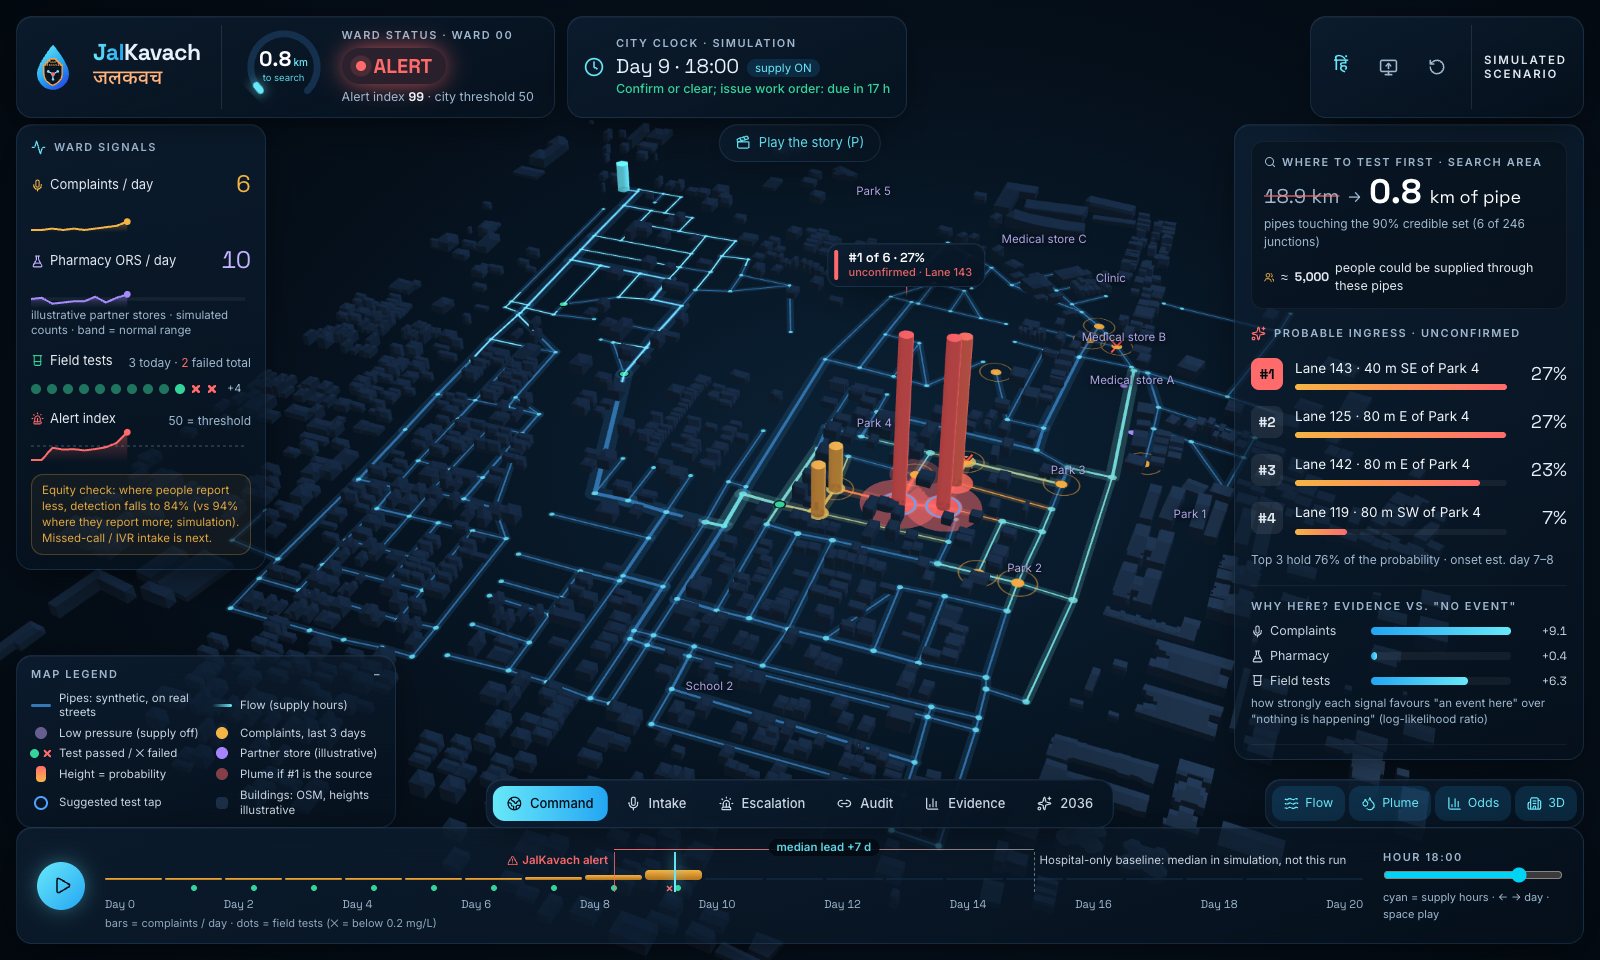 JalKavach
जलकवच
0.8 km
to search
WARD STATUS · WARD 00
ALERT
Alert index 99 · city threshold 50
CITY CLOCK · SIMULATION
Day 9 · 18:00 supply ON
Confirm or clear; issue work order: due in 17 h
हिं
SIMULATED
SCENARIO
Play the story (P)
WARD SIGNALS
Complaints / day 6
Pharmacy ORS / day 10
illustrative partner stores · simulated
counts · band = normal range
Field tests 3 today · 2 failed total
+4
Alert index 50 = threshold
Equity check: where people report
less, detection falls to 84% (vs 94%
where they report more; simulation).
Missed-call / IVR intake is next.
Park 5
Medical store C
#1 of 6 · 27%
unconfirmed · Lane 143
Clinic
Medical store B
Medical store A
Park 4
Park 3
Park 1
Park 2
School 2
WHERE TO TEST FIRST · SEARCH AREA
18.9 km → 0.8 km of pipe
pipes touching the 90% credible set (6 of 246
junctions)
≈ 5,000 people could be supplied through
these pipes
PROBABLE INGRESS · UNCONFIRMED
#1 Lane 143 · 40 m SE of Park 4 27%
#2 Lane 125 · 80 m E of Park 4 27%
#3 Lane 142 · 80 m E of Park 4 23%
#4 Lane 119 · 80 m SW of Park 4 7%
Top 3 hold 76% of the probability · onset est. day 7–8
WHY HERE? EVIDENCE VS. "NO EVENT"
Complaints +9.1
Pharmacy +0.4
Field tests +6.3
how strongly each signal favours "an event here" over
"nothing is happening" (log-likelihood ratio)
MAP LEGEND –
Pipes: synthetic, on real
streets
Flow (supply hours)
Low pressure (supply off)
Complaints, last 3 days
Test passed / ✕ failed
Partner store (illustrative)
Height = probability
Plume if #1 is the source
Suggested test tap
Buildings: OSM, heights
illustrative
Command
Intake
Escalation
Audit
Evidence
2036
Flow
Plume
Odds
3D
median lead +7 d
JalKavach alert
Hospital-only baseline: median in simulation, not this run
Day 0 Day 2 Day 4 Day 6 Day 8 Day 10 Day 12 Day 14 Day 16 Day 18 Day 20
bars = complaints / day · dots = field tests (✕ = below 0.2 mg/L)
HOUR 18:00
cyan = supply hours · ← → day ·
space play